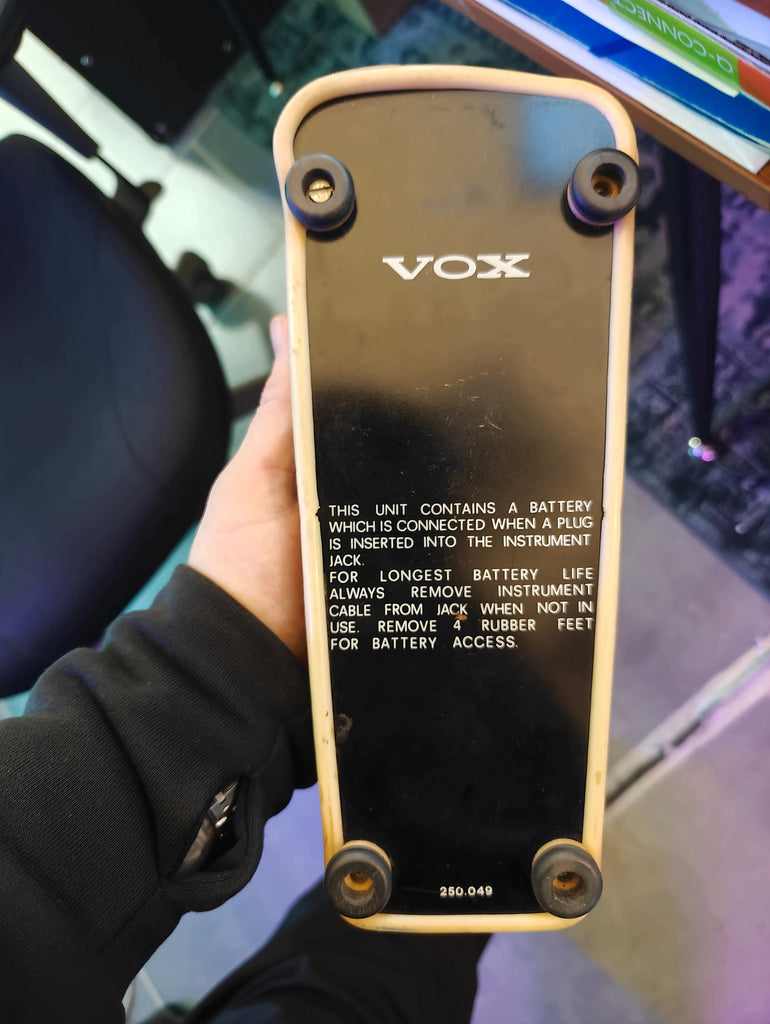 Q-CONNECT
VOX
THIS UNIT CONTAINS A BATTERY
WHICH IS CONNECTED WHEN A PLUG
IS INSERTED INTO THE INSTRUMENT
JACK.
FOR LONGEST BATTERY LIFE
ALWAYS REMOVE INSTRUMENT
CABLE FROM JACK WHEN NOT IN
USE. REMOVE 4 RUBBER FEET
FOR BATTERY ACCESS.
250.049